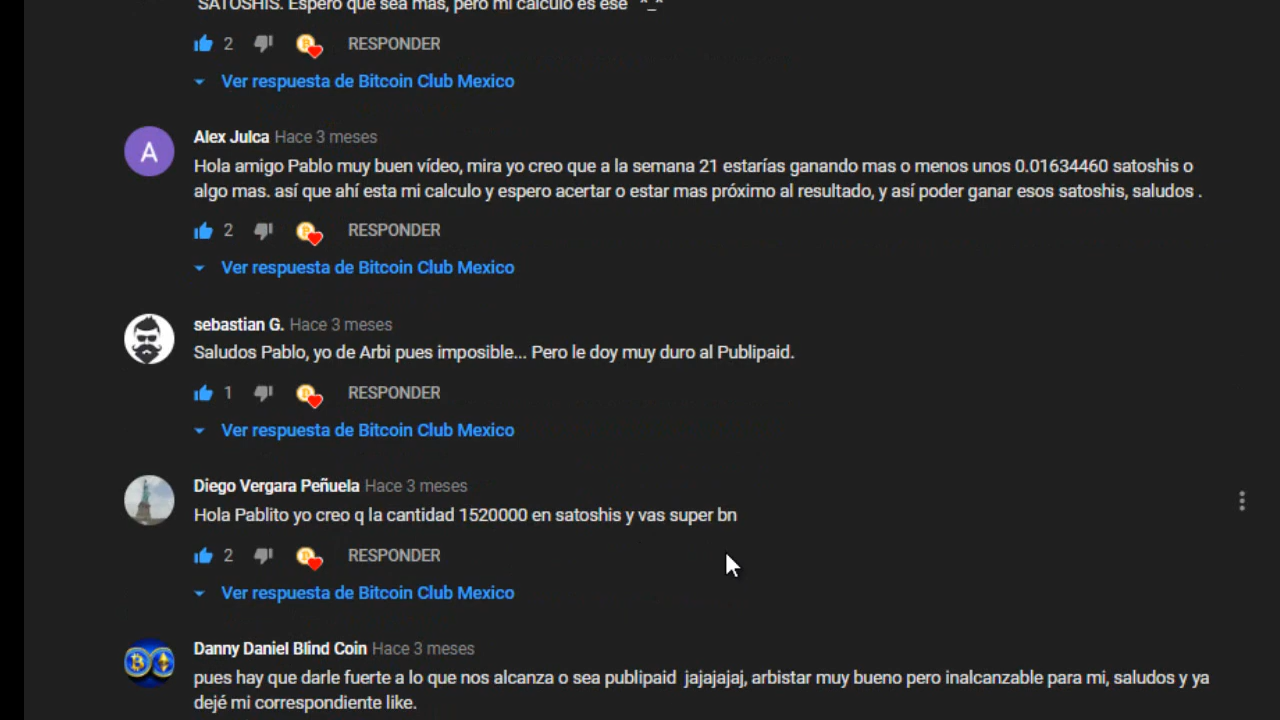 SATOSHIS. Espero que sea mas, pero mi calculo es ese ^_^
2 RESPONDER
Ver respuesta de Bitcoin Club Mexico
A
Alex Julca Hace 3 meses
Hola amigo Pablo muy buen vídeo, mira yo creo que a la semana 21 estarías ganando mas o menos unos 0.01634460 satoshis o
algo mas. así que ahí esta mi calculo y espero acertar o estar mas próximo al resultado, y así poder ganar esos satoshis, saludos .
2 RESPONDER
Ver respuesta de Bitcoin Club Mexico
sebastian G. Hace 3 meses
Saludos Pablo, yo de Arbi pues imposible... Pero le doy muy duro al Publipaid.
1 RESPONDER
Ver respuesta de Bitcoin Club Mexico
Diego Vergara Peñuela Hace 3 meses
Hola Pablito yo creo q la cantidad 1520000 en satoshis y vas super bn
2 RESPONDER
Ver respuesta de Bitcoin Club Mexico
Danny Daniel Blind Coin Hace 3 meses
pues hay que darle fuerte a lo que nos alcanza o sea publipaid jajajajaj, arbistar muy bueno pero inalcanzable para mi, saludos y ya
dejé mi correspondiente like.